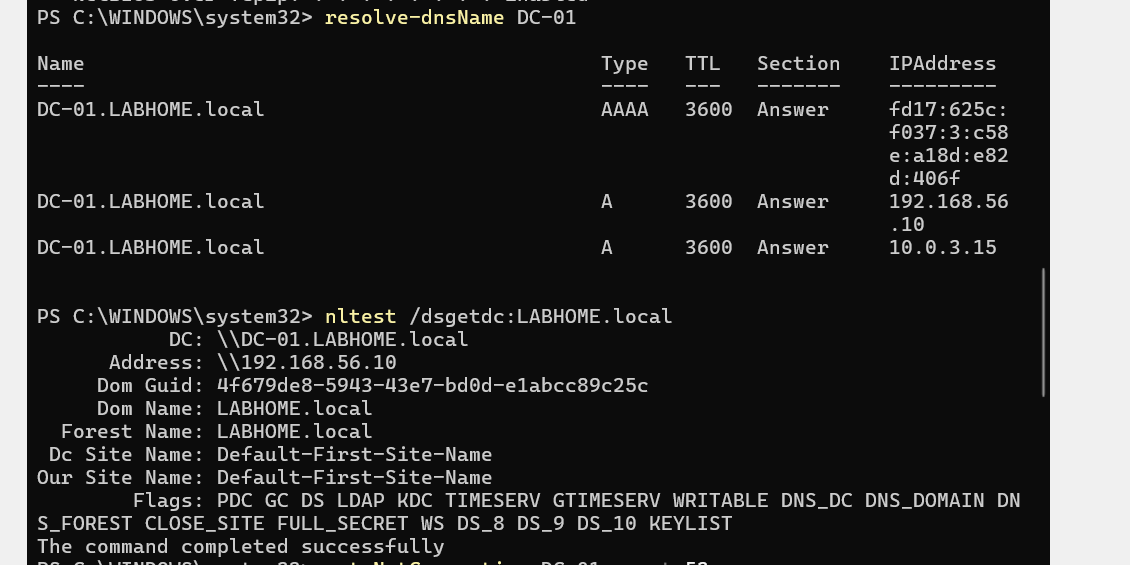 PS C:\WINDOWS\system32> resolve-dnsName DC-01
Name Type TTL Section IPAddress
---- ---- --- ------- ---------
DC-01.LABHOME.local AAAA 3600 Answer fd17:625c:
f037:3:c58
e:a18d:e82
d:406f
DC-01.LABHOME.local A 3600 Answer 192.168.56
.10
DC-01.LABHOME.local A 3600 Answer 10.0.3.15
PS C:\WINDOWS\system32> nltest /dsgetdc:LABHOME.local
DC: \\DC-01.LABHOME.local
Address: \\192.168.56.10
Dom Guid: 4f679de8-5943-43e7-bd0d-e1abcc89c25c
Dom Name: LABHOME.local
Forest Name: LABHOME.local
Dc Site Name: Default-First-Site-Name
Our Site Name: Default-First-Site-Name
Flags: PDC GC DS LDAP KDC TIMESERV GTIMESERV WRITABLE DNS_DC DNS_DOMAIN DN
S_FOREST CLOSE_SITE FULL_SECRET WS DS_8 DS_9 DS_10 KEYLIST
The command completed successfully